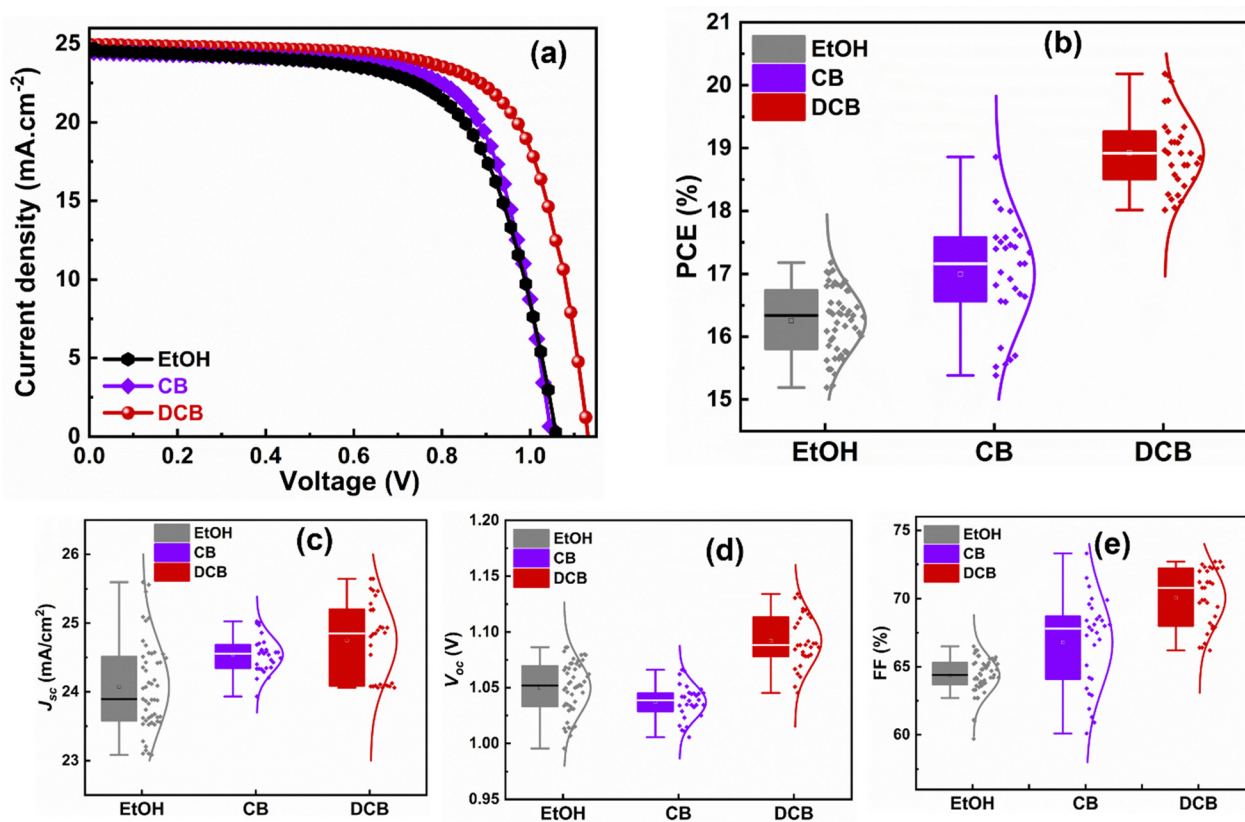 (a)
25
20
15
10
5
0
Current density (mA.cm-2)
EtOH
CB
DCB
0.0 0.2 0.4 0.6 0.8 1.0
Voltage (V)
(b)
EtOH
CB
DCB
21
20
19
18
17
16
15
PCE (%)
EtOH CB DCB
(c)
EtOH
CB
DCB
26
25
24
23
Jsc (mA/cm2)
EtOH CB DCB
(d)
EtOH
CB
DCB
1.20
1.15
1.10
1.05
1.00
0.95
Voc (V)
EtOH CB DCB
(e)
EtOH
CB
DCB
75
70
65
60
FF (%)
EtOH CB DCB